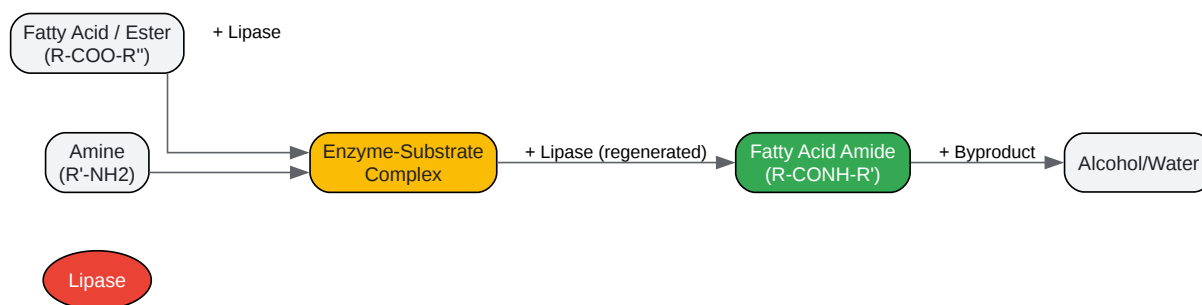 Fatty Acid / Ester
(R-COO-R")
+ Lipase
Amine
(R'-NH2)
Enzyme-Substrate
Complex
+ Lipase (regenerated)
Fatty Acid Amide
(R-CONH-R')
+ Byproduct
Alcohol/Water
Lipase